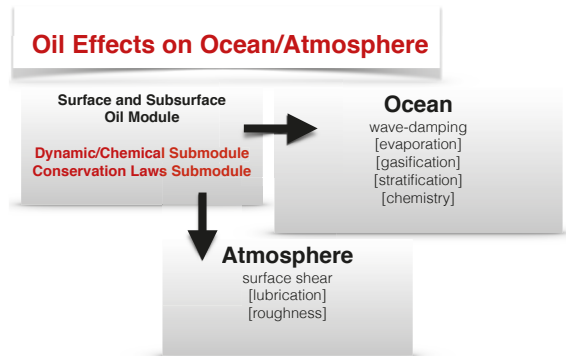 Oil Effects on Ocean/Atmosphere
Surface and Subsurface
Oil Module
Dynamic/Chemical Submodule
Conservation Laws Submodule
Ocean
wave-damping
[evaporation]
[gasification]
[stratification]
[chemistry]
Atmosphere
surface shear
[lubrication]
[roughness]